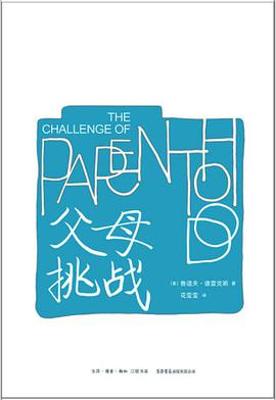 THE
CHALLENGE OF
PARENTHOOD
父母
挑战
(美) 鲁道夫·德雷克斯 著
花莹莹 译
生活·读书·新知 三联书店